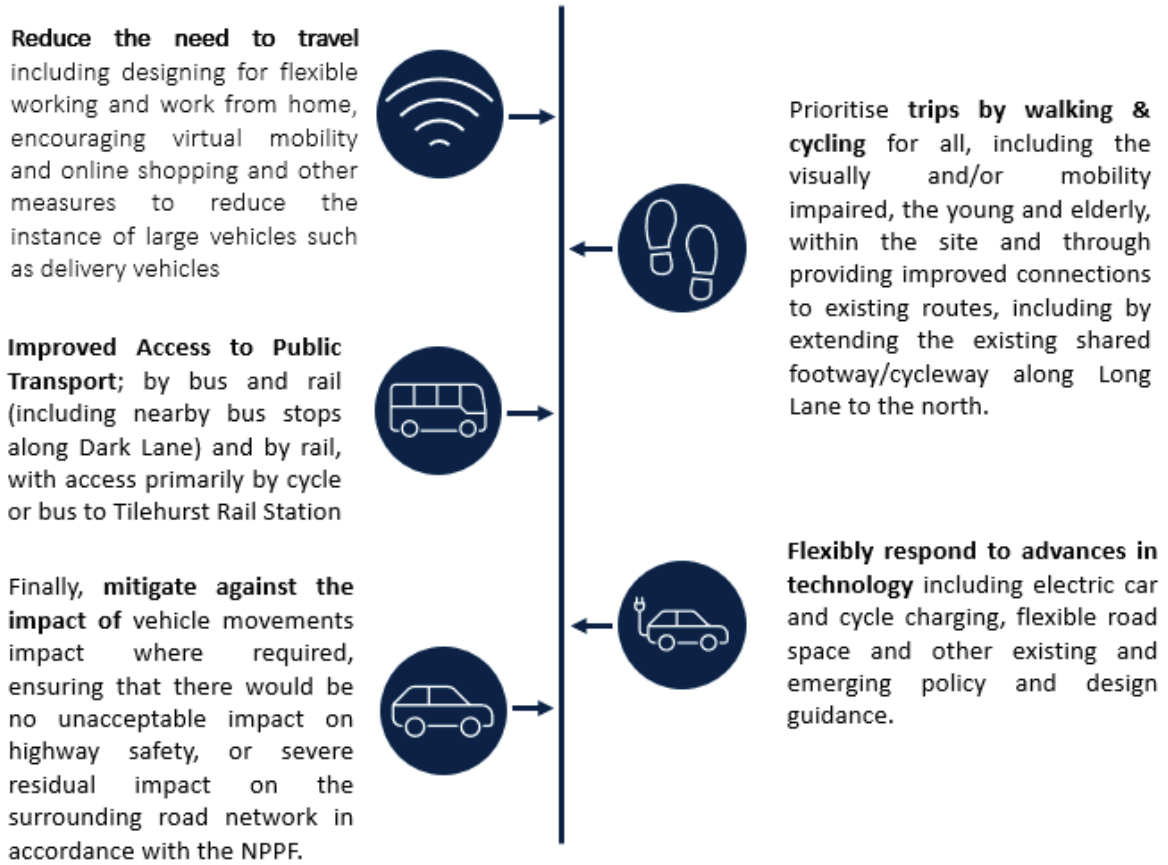 Reduce the need to travel
including designing for flexible
working and work from home,
encouraging virtual mobility
and online shopping and other
measures to reduce the
instance of large vehicles such
as delivery vehicles
Prioritise trips by walking &
cycling for all, including the
visually and/or mobility
impaired, the young and elderly,
within the site and through
providing improved connections
to existing routes, including by
extending the existing shared
footway/cycleway along Long
Lane to the north.
Improved Access to Public
Transport; by bus and rail
(including nearby bus stops
along Dark Lane) and by rail,
with access primarily by cycle
or bus to Tilehurst Rail Station
Flexibly respond to advances in
technology including electric car
and cycle charging, flexible road
space and other existing and
emerging policy and design
guidance.
Finally, mitigate against the
impact of vehicle movements
impact where required,
ensuring that there would be
no unacceptable impact on
highway safety, or severe
residual impact on the
surrounding road network in
accordance with the NPPF.